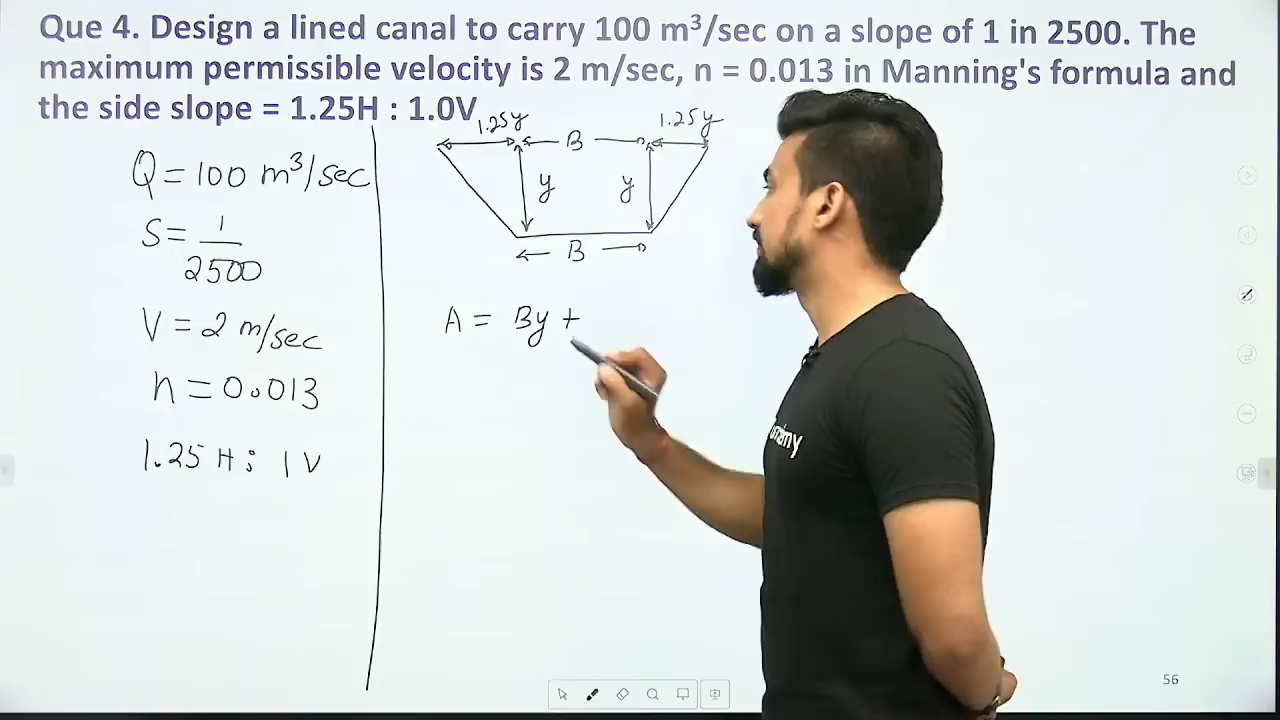 Que 4. Design a lined canal to carry 100 m³/sec on a slope of 1 in 2500. The
maximum permissible velocity is 2 m/sec, n = 0.013 in Manning's formula and
the side slope = 1.25H : 1.0V
1.25y
B
1.25y
y
y
B
Q = 100 m³/sec
S = 1/2500
V = 2 m/sec
n = 0.013
1.25 H : 1 V
A = By +
56